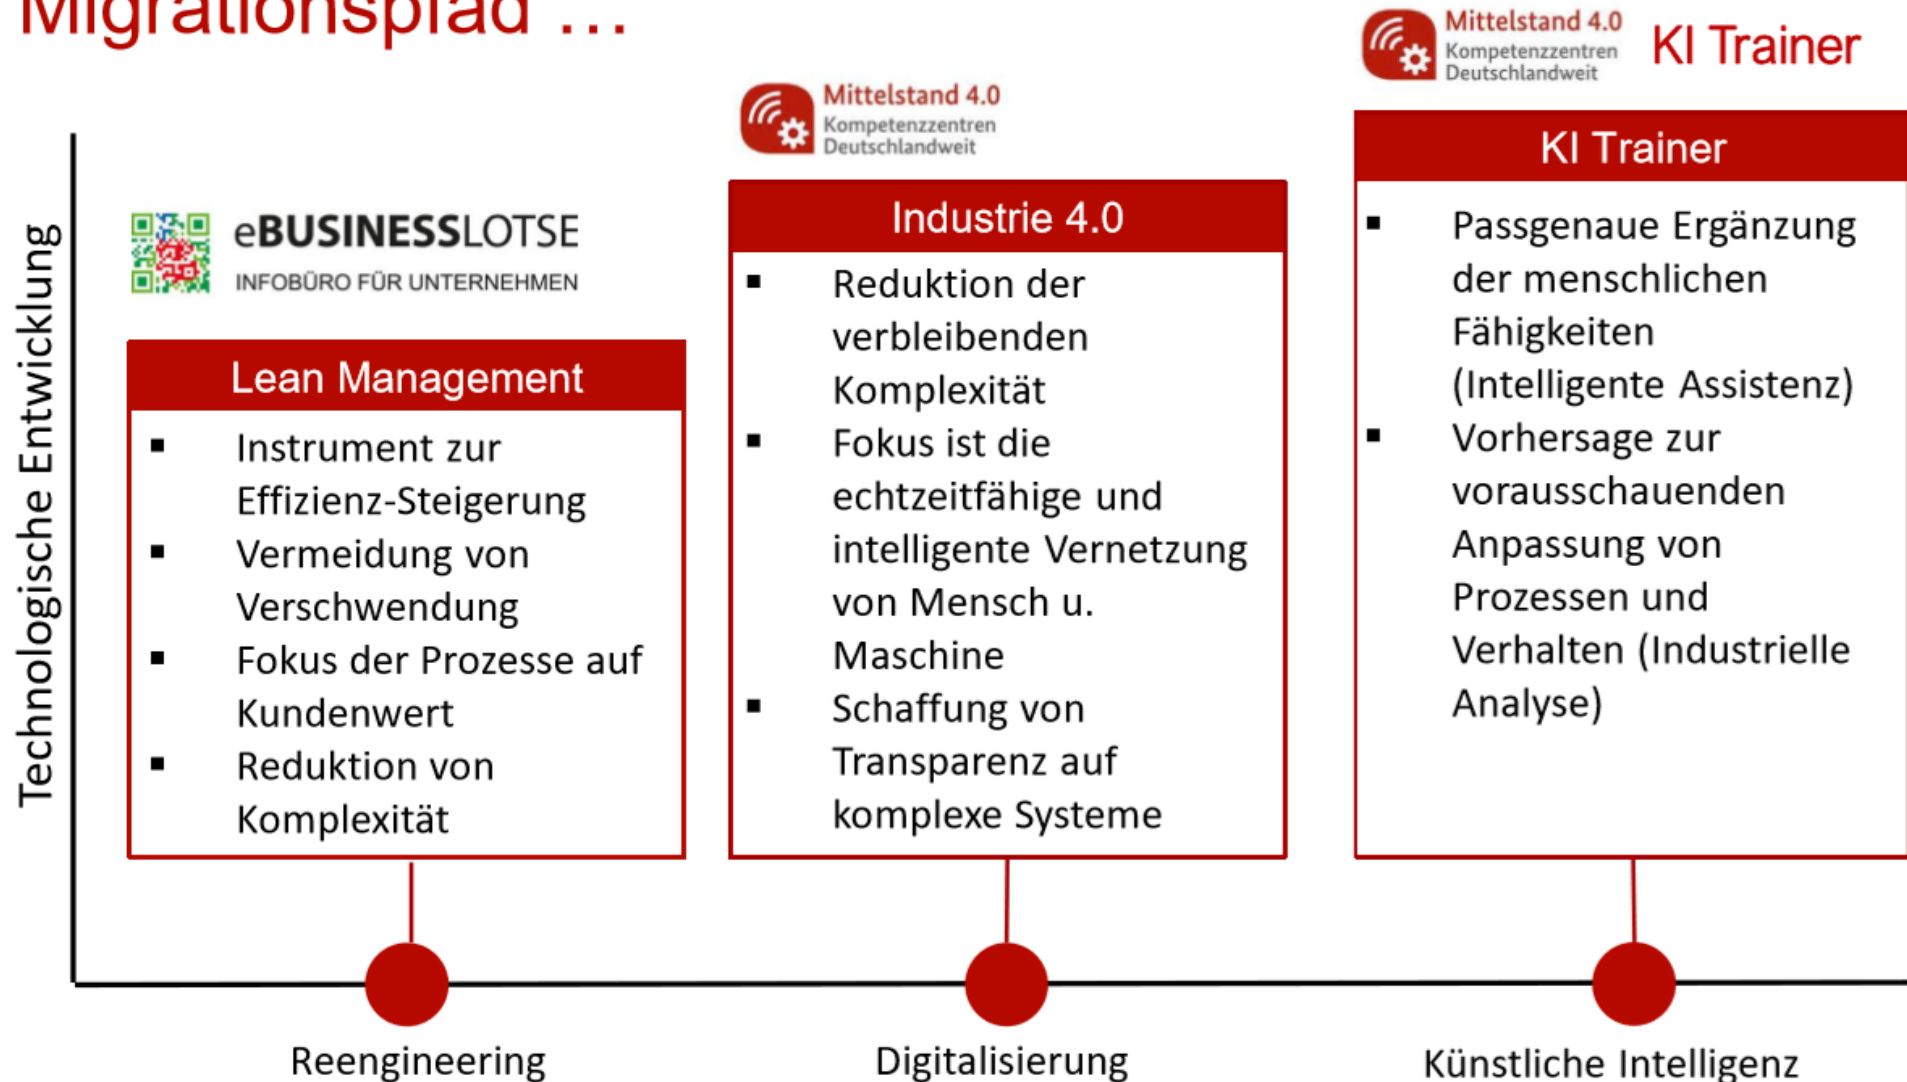 Migrationspfad ...
Mittelstand 4.0
Kompetenzzentren
Deutschlandweit
KI Trainer
Mittelstand 4.0
Kompetenzzentren
Deutschlandweit
eBUSINESSLOTSE
INFOBÜRO FÜR UNTERNEHMEN
Technologische Entwicklung
Lean Management
Instrument zur
Effizienz-Steigerung
Vermeidung von
Verschwendung
Fokus der Prozesse auf
Kundenwert
Reduktion von
Komplexität
Industrie 4.0
Reduktion der
verbleibenden
Komplexität
Fokus ist die
echtzeitfähige und
intelligente Vernetzung
von Mensch u.
Maschine
Schaffung von
Transparenz auf
komplexe Systeme
KI Trainer
Passgenaue Ergänzung
der menschlichen
Fähigkeiten
(Intelligente Assistenz)
Vorhersage zur
vorausschauenden
Anpassung von
Prozessen und
Verhalten (Industrielle
Analyse)
Reengineering
Digitalisierung
Künstliche Intelligenz